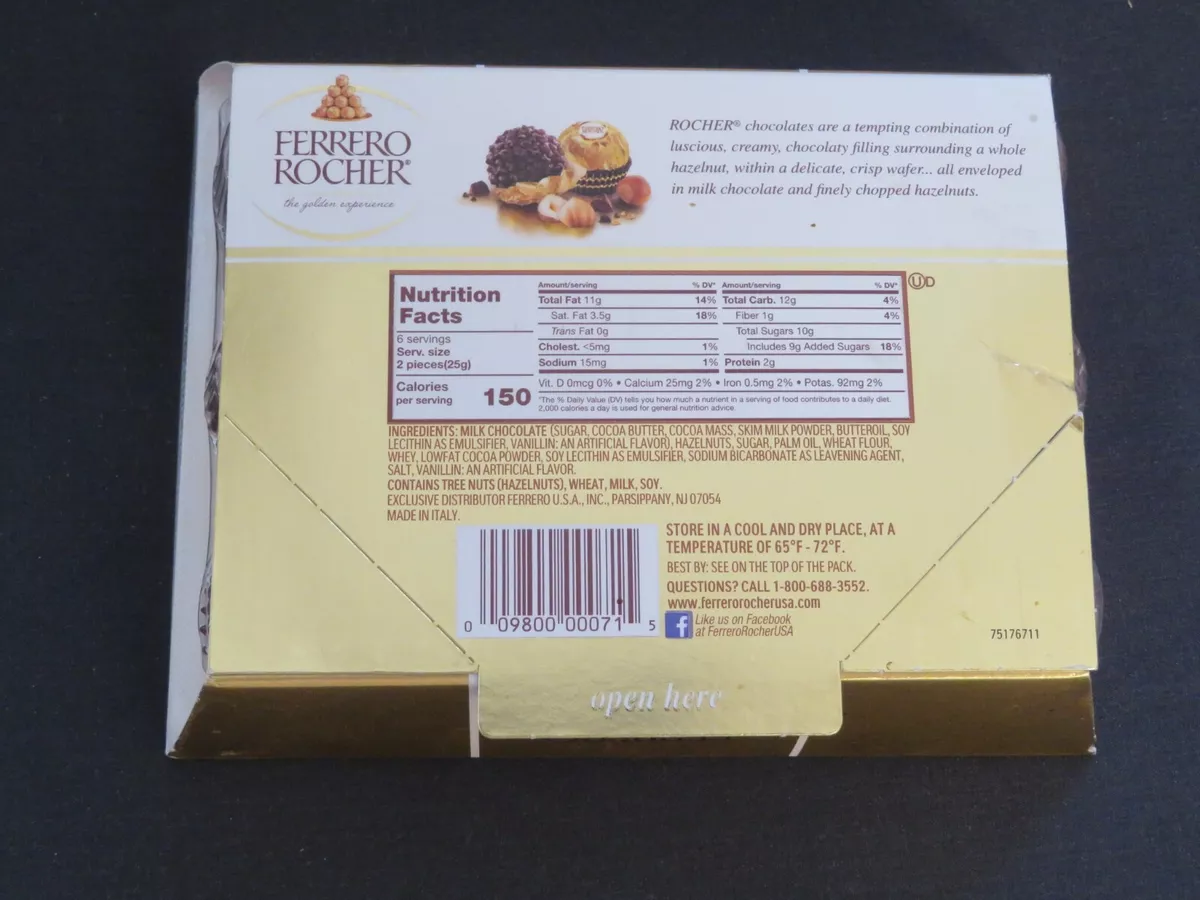 FERRERO
ROCHER®
the golden experience
ROCHER® chocolates are a tempting combination of
luscious, creamy, chocolaty filling surrounding a whole
hazelnut, within a delicate, crisp wafer... all enveloped
in milk chocolate and finely chopped hazelnuts.
Nutrition
Facts
6 servings
Serv. size
2 pieces(25g)
Calories
per serving 150
Amount/serving % DV*
Total Fat 11g 14%
Sat. Fat 3.5g 18%
Trans Fat 0g
Cholest. <5mg 1%
Sodium 15mg 1%
Amount/serving % DV*
Total Carb. 12g 4%
Fiber 1g 4%
Total Sugars 10g
Includes 9g Added Sugars 18%
Protein 2g
Vit. D 0mcg 0% • Calcium 25mg 2% • Iron 0.5mg 2% • Potas. 92mg 2%
*The % Daily Value (DV) tells you how much a nutrient in a serving of food contributes to a daily diet.
2,000 calories a day is used for general nutrition advice.
UD
INGREDIENTS: MILK CHOCOLATE (SUGAR, COCOA BUTTER, COCOA MASS, SKIM MILK POWDER, BUTTEROIL, SOY
LECITHIN AS EMULSIFIER, VANILLIN: AN ARTIFICIAL FLAVOR), HAZELNUTS, SUGAR, PALM OIL, WHEAT FLOUR,
WHEY, LOWFAT COCOA POWDER, SOY LECITHIN AS EMULSIFIER, SODIUM BICARBONATE AS LEAVENING AGENT,
SALT, VANILLIN: AN ARTIFICIAL FLAVOR.
CONTAINS TREE NUTS (HAZELNUTS), WHEAT, MILK, SOY.
EXCLUSIVE DISTRIBUTOR FERRERO U.S.A., INC., PARSIPPANY, NJ 07054
MADE IN ITALY.
STORE IN A COOL AND DRY PLACE, AT A
TEMPERATURE OF 65°F - 72°F.
BEST BY: SEE ON THE TOP OF THE PACK.
QUESTIONS? CALL 1-800-688-3552.
www.ferrerorocherusa.com
f Like us on Facebook
at FerreroRocherUSA
0 09800 00071 5
75176711
open here